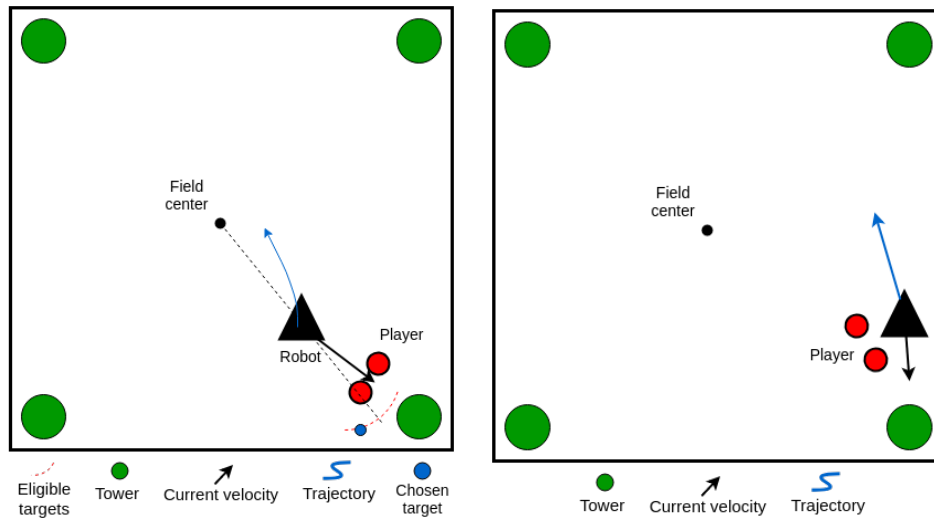 Field
center
Player
Robot
Eligible
targets
Tower
Current velocity
Trajectory
Chosen
target
Field
center
Player
Tower
Current velocity
Trajectory